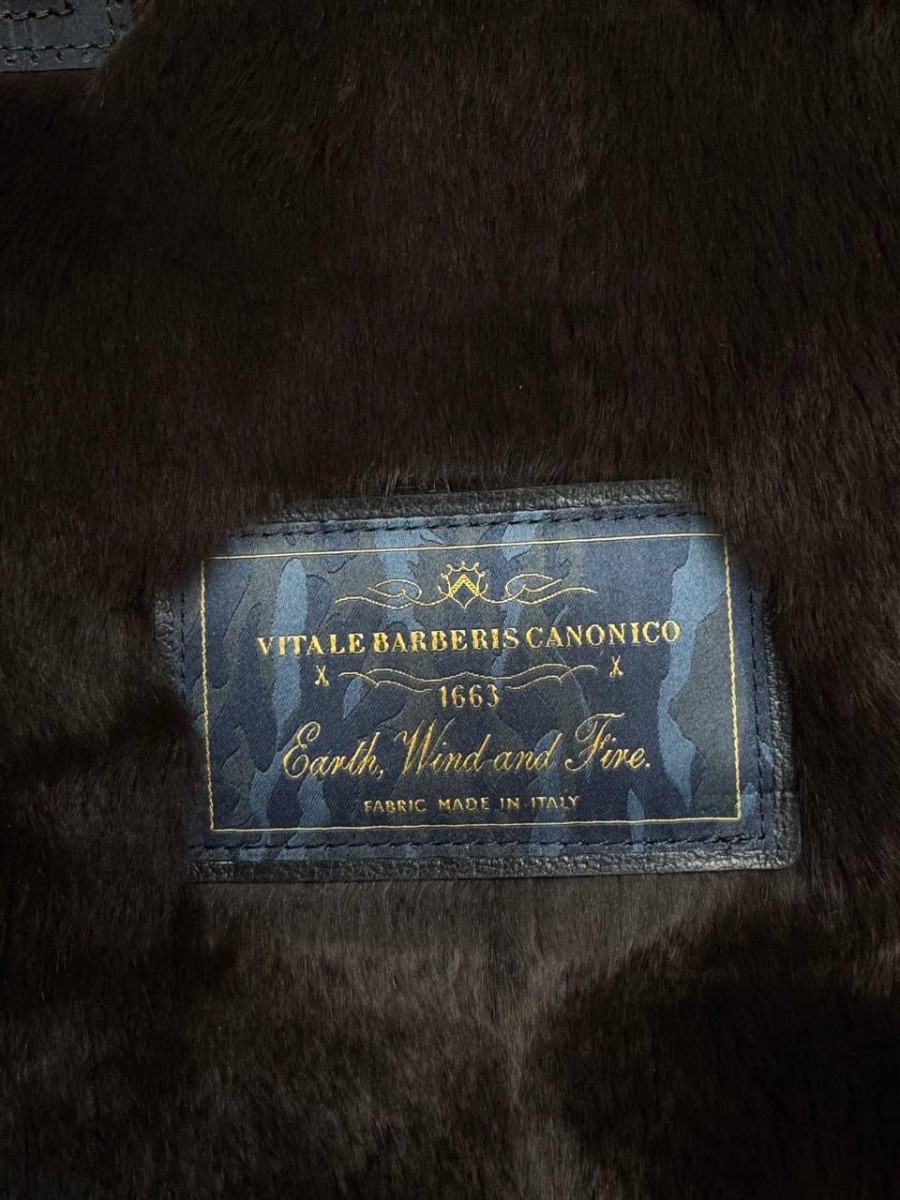 VITALE BARBERIS CANONICO
1663
Earth, Wind and Fire.
FABRIC MADE IN ITALY